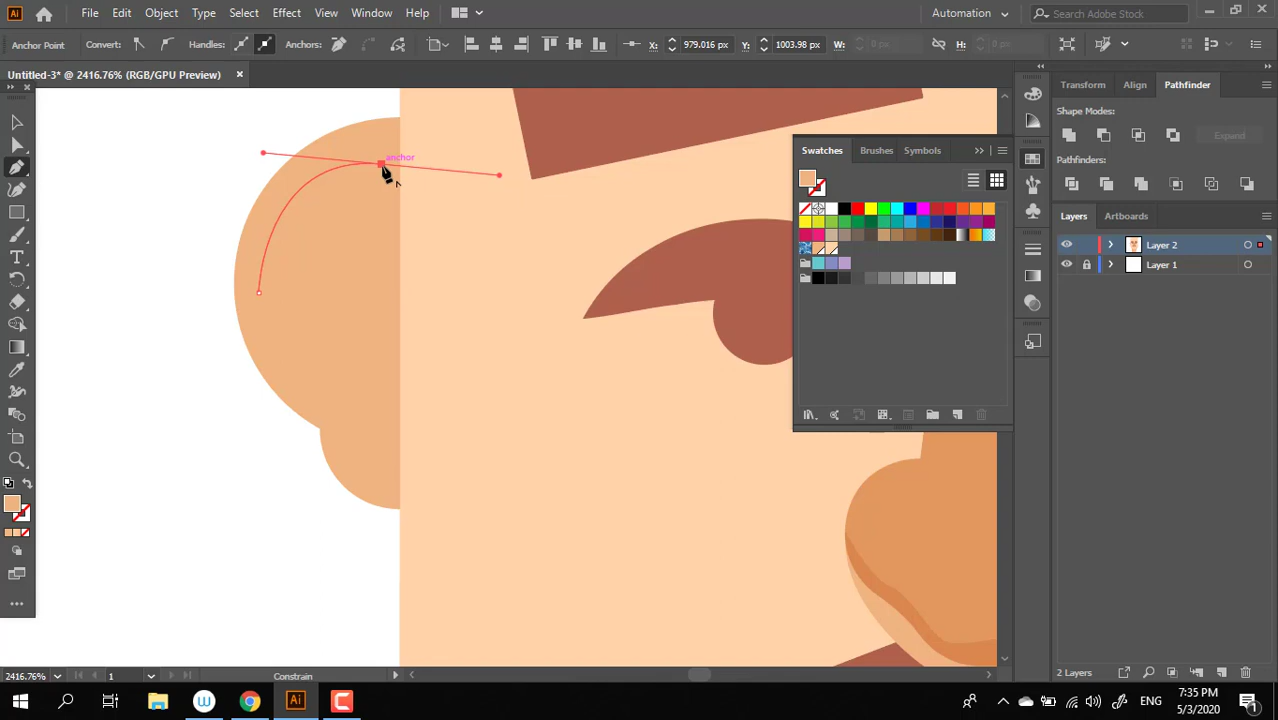 Ai File Edit Object Type Select Effect View Window Help Automation Search Adobe Stock
Anchor Point Convert: Handles: Anchors: X: 979.016 px Y: 1003.98 px W: 0 px H: 0 px
Untitled-3* @ 2416.76% (RGB/GPU Preview)
Transform Align Pathfinder
Shape Modes:
Expand
Pathfinders:
anchor
Swatches Brushes Symbols
Layers Artboards
Layer 2
Layer 1
2416.76% 1 Constrain 2 Layers
Ai ENG 7:35 PM
5/3/2020
1